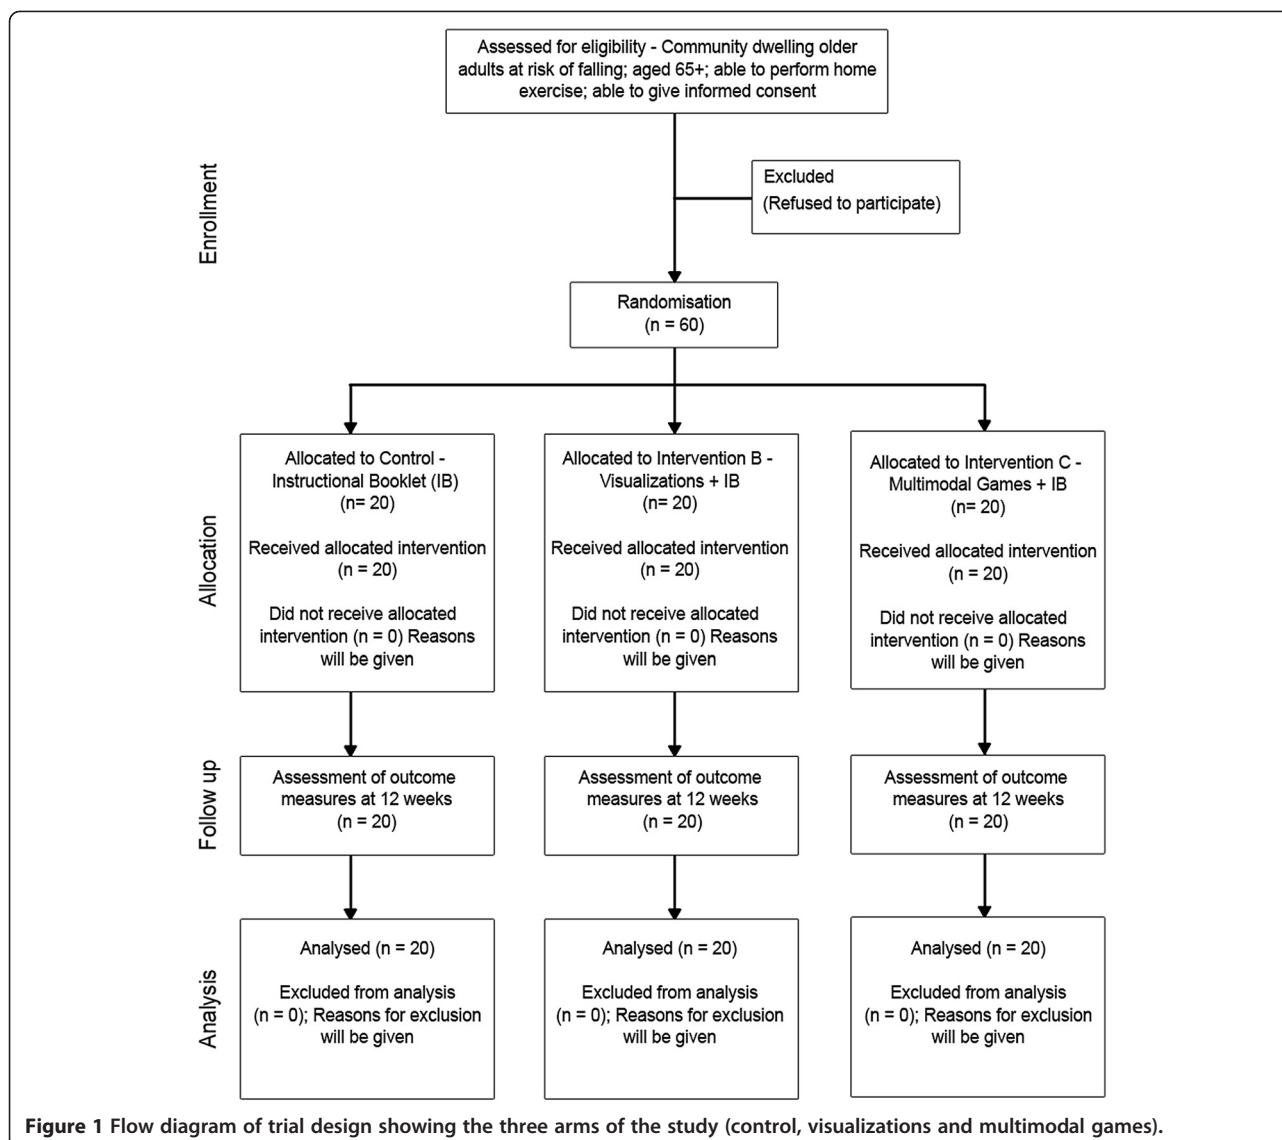 Assessed for eligibility - Community dwelling older
adults at risk of falling; aged 65+; able to perform home
exercise; able to give informed consent
Enrollment
Excluded
(Refused to participate)
Randomisation
(n = 60)
Allocation
Allocated to Control -
Instructional Booklet (IB)
(n= 20)
Received allocated intervention
(n = 20)
Did not receive allocated
intervention (n = 0) Reasons
will be given
Allocated to Intervention B -
Visualizations + IB
(n= 20)
Received allocated intervention
(n = 20)
Did not receive allocated
intervention (n = 0) Reasons
will be given
Allocated to Intervention C -
Multimodal Games + IB
(n= 20)
Received allocated intervention
(n = 20)
Did not receive allocated
intervention (n = 0) Reasons
will be given
Follow up
Assessment of outcome
measures at 12 weeks
(n = 20)
Assessment of outcome
measures at 12 weeks
(n = 20)
Assessment of outcome
measures at 12 weeks
(n = 20)
Analysis
Analysed (n = 20)
Excluded from analysis
(n = 0); Reasons for exclusion
will be given
Analysed (n = 20)
Excluded from analysis
(n = 0); Reasons for exclusion
will be given
Analysed (n = 20)
Excluded from analysis
(n = 0); Reasons for exclusion
will be given
Figure 1 Flow diagram of trial design showing the three arms of the study (control, visualizations and multimodal games).